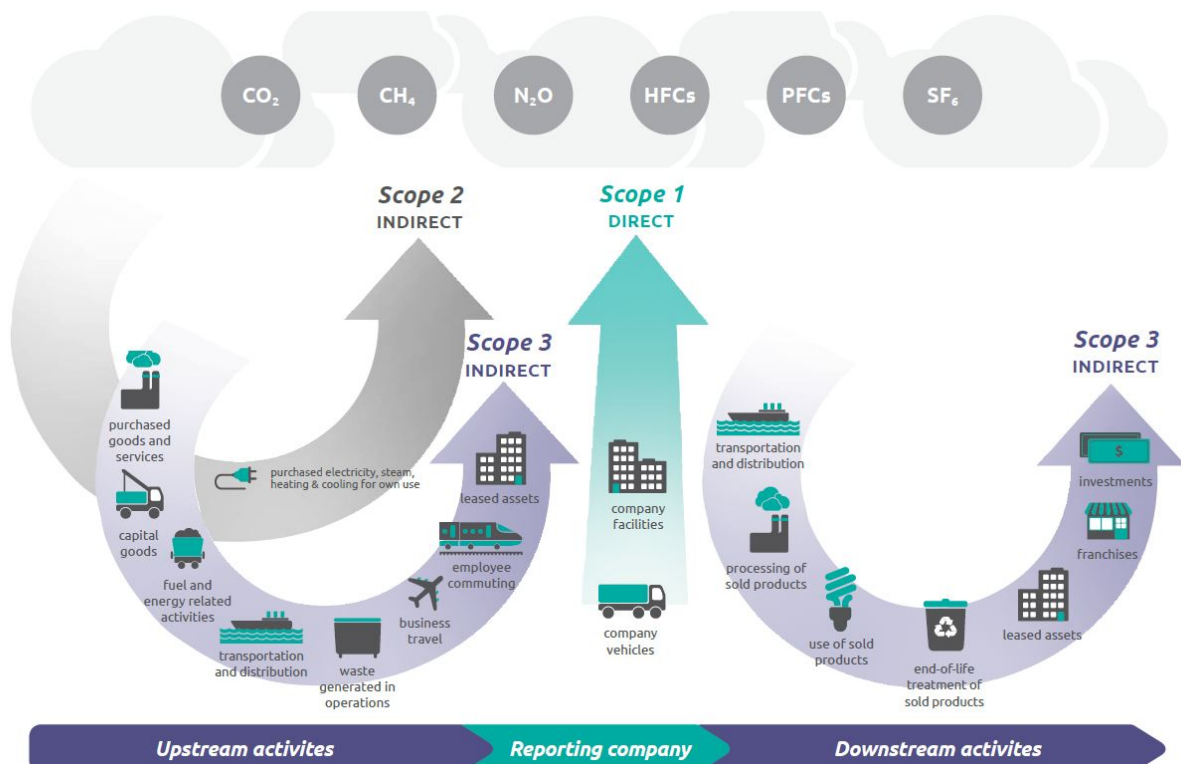 CO₂
CH₄
N₂O
HFCs
PFCs
SF₆
Scope 2
INDIRECT
Scope 1
DIRECT
Scope 3
INDIRECT
Scope 3
INDIRECT
purchased
goods and
services
capital
goods
fuel and
energy related
activities
transportation
and distribution
waste
generated in
operations
business
travel
employee
commuting
leased assets
purchased electricity, steam,
heating & cooling for own use
company
facilities
company
vehicles
transportation
and distribution
processing of
sold products
use of sold
products
end-of-life
treatment of
sold products
leased assets
franchises
$
investments
Upstream activites
Reporting company
Downstream activites